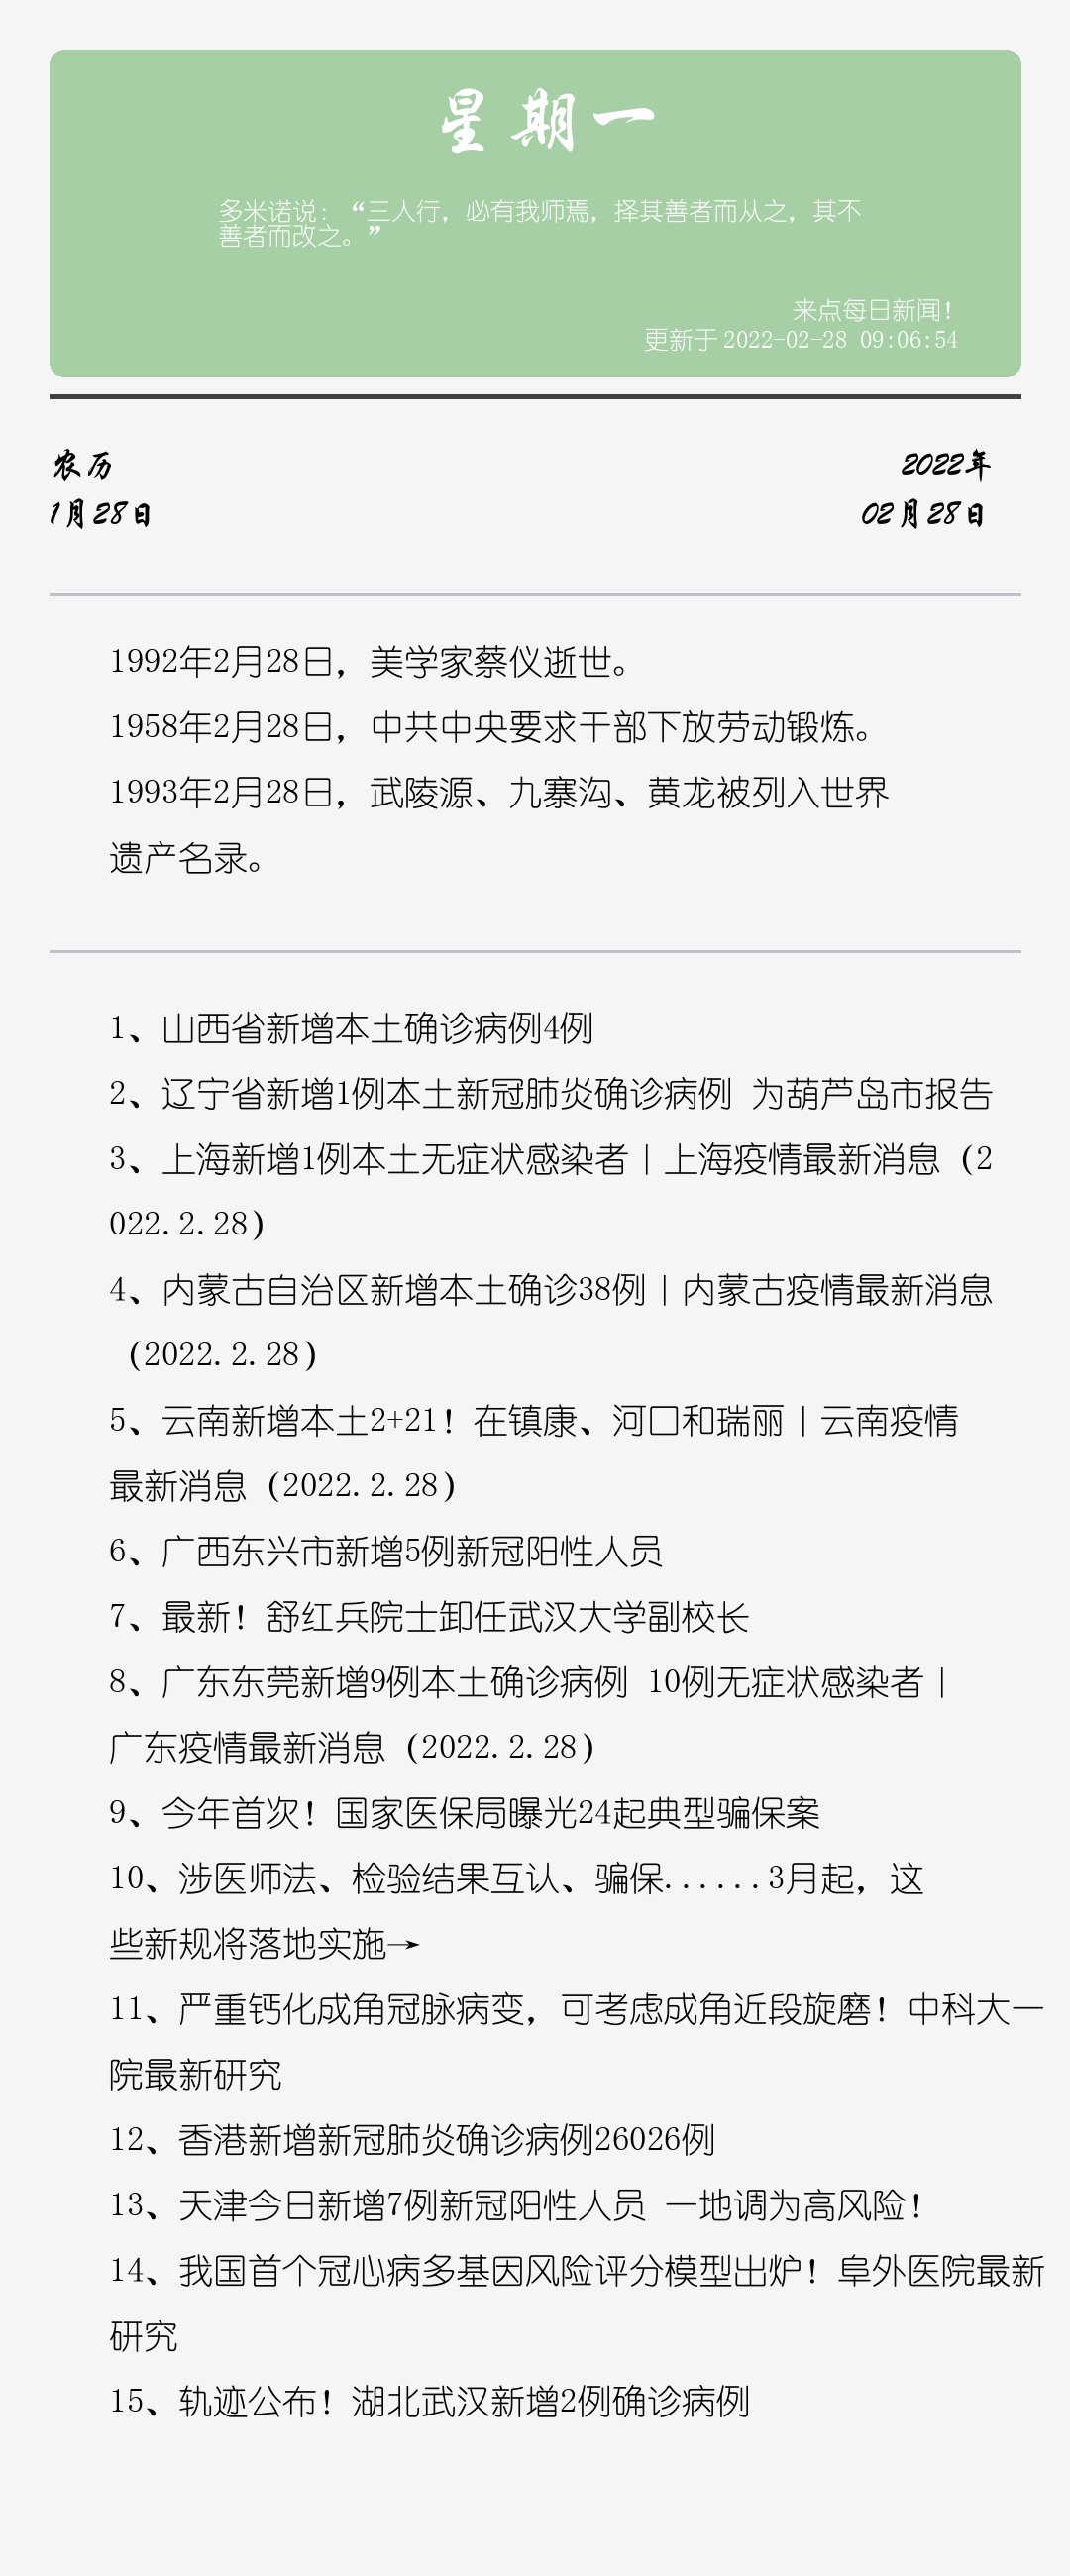 星期一
多米诺说：“三人行，必有我师焉，择其善者而从之，其不
善者而改之。”
来点每日新闻！
更新于 2022-02-28 09:06:54
农历
2022年
1月28日
02月28日
1992年2月28日，美学家蔡仪逝世。
1958年2月28日，中共中央要求干部下放劳动锻炼。
1993年2月28日，武陵源、九寨沟、黄龙被列入世界
遗产名录。
1、山西省新增本土确诊病例4例
2、辽宁省新增1例本土新冠肺炎确诊病例 为葫芦岛市报告
3、上海新增1例本土无症状感染者丨上海疫情最新消息（2
022.2.28）
4、内蒙古自治区新增本土确诊38例丨内蒙古疫情最新消息
（2022.2.28）
5、云南新增本土2+21！在镇康、河口和瑞丽丨云南疫情
最新消息（2022.2.28）
6、广西东兴市新增5例新冠阳性人员
7、最新！舒红兵院士卸任武汉大学副校长
8、广东东莞新增9例本土确诊病例 10例无症状感染者丨
广东疫情最新消息（2022.2.28）
9、今年首次！国家医保局曝光24起典型骗保案
10、涉医师法、检验结果互认、骗保......3月起，这
些新规将落地实施→
11、严重钙化成角冠脉病变，可考虑成角近段旋磨！中科大一
院最新研究
12、香港新增新冠肺炎确诊病例26026例
13、天津今日新增7例新冠阳性人员 一地调为高风险！
14、我国首个冠心病多基因风险评分模型出炉！阜外医院最新
研究
15、轨迹公布！湖北武汉新增2例确诊病例